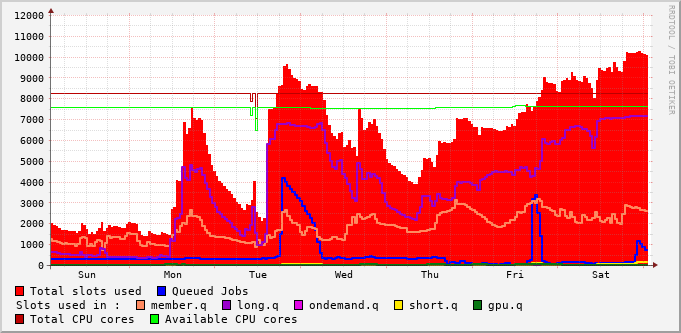 12000
11000
10000
9000
8000
7000
6000
5000
4000
3000
2000
1000
0
Sun Mon Tue Wed Thu Fri Sat
RRDTOOL / TOBI OETIKER
Total slots used Queued Jobs
Slots used in : member.q long.q ondemand.q short.q gpu.q
Total CPU cores Available CPU cores